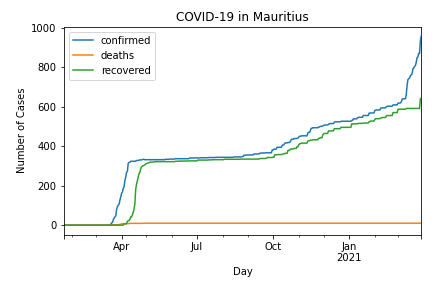 COVID-19 in Mauritius
confirmed
deaths
recovered
Number of Cases
1000
800
600
400
200
0
Apr
Jul
Oct
Jan
2021
Day